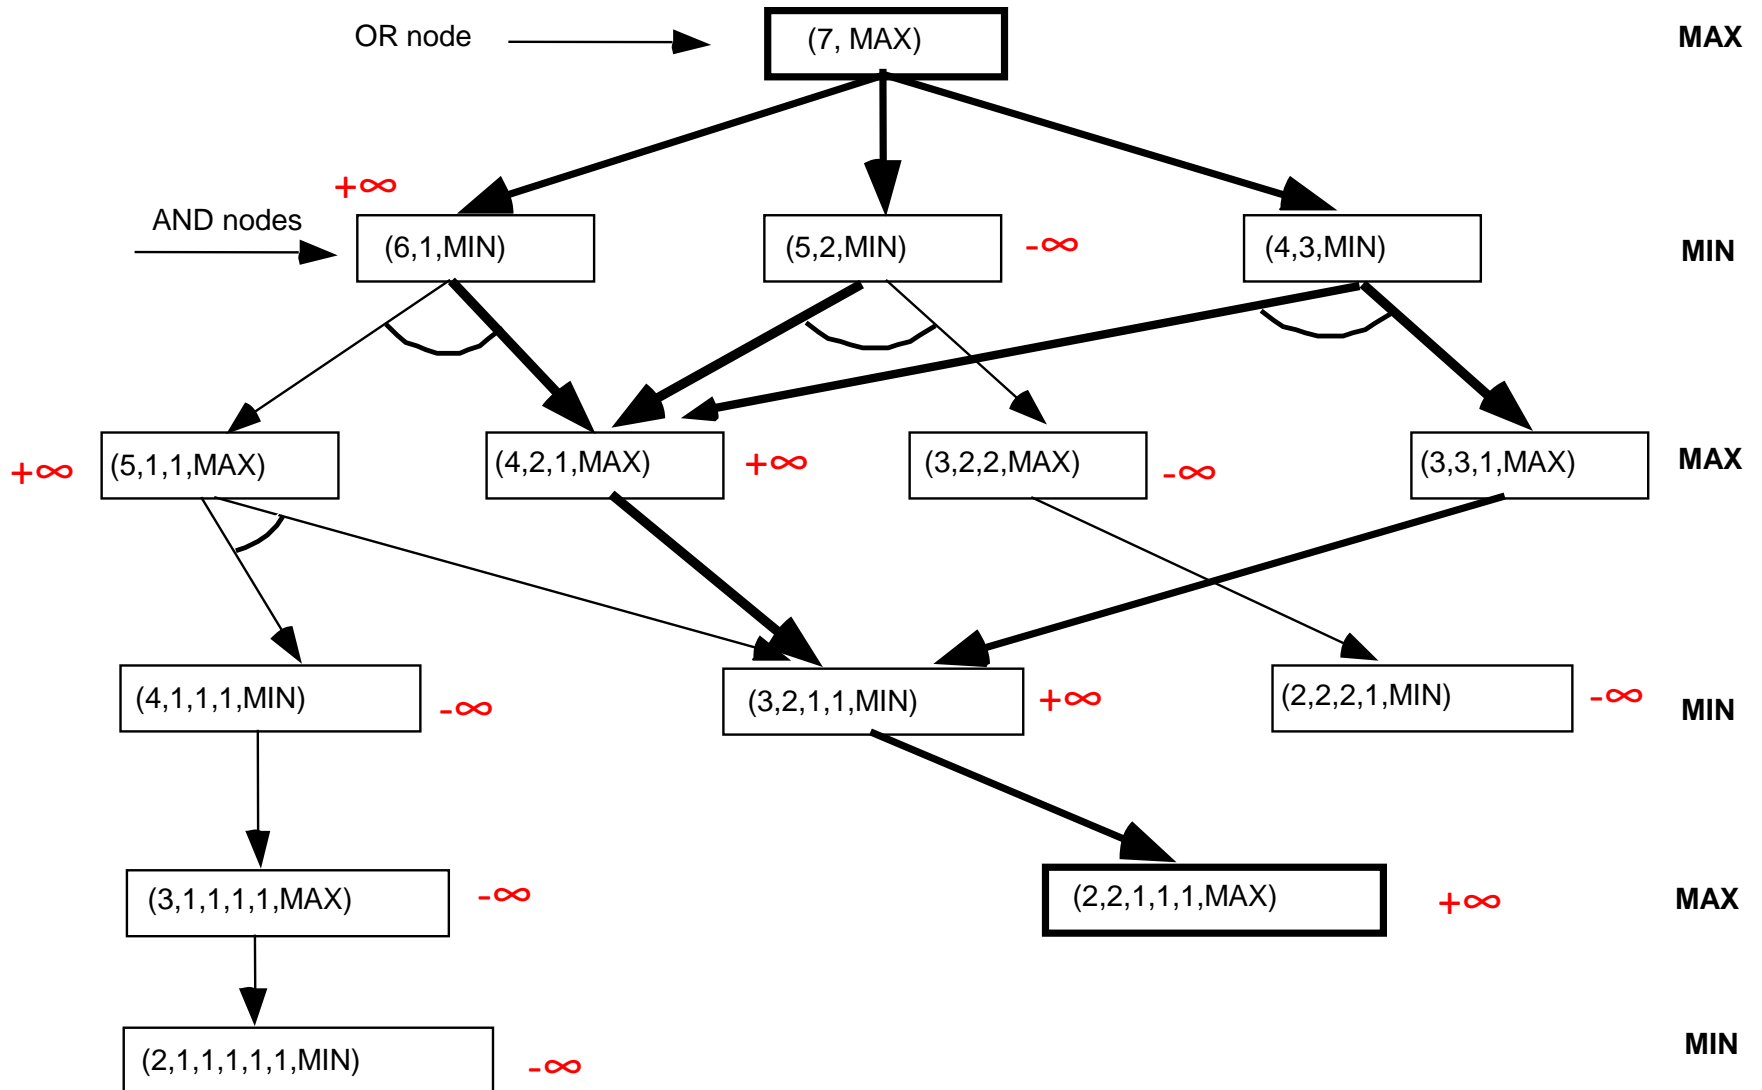 OR node
(7, MAX)
MAX
+∞
AND nodes
(6,1,MIN)
(5,2,MIN)
-∞
(4,3,MIN)
MIN
+∞
(5,1,1,MAX)
(4,2,1,MAX)
+∞
(3,2,2,MAX)
-∞
(3,3,1,MAX)
MAX
(4,1,1,1,MIN)
-∞
(3,2,1,1,MIN)
+∞
(2,2,2,1,MIN)
-∞
MIN
(3,1,1,1,1,MAX)
-∞
(2,2,1,1,1,MAX)
+∞
MAX
(2,1,1,1,1,1,MIN)
-∞
MIN